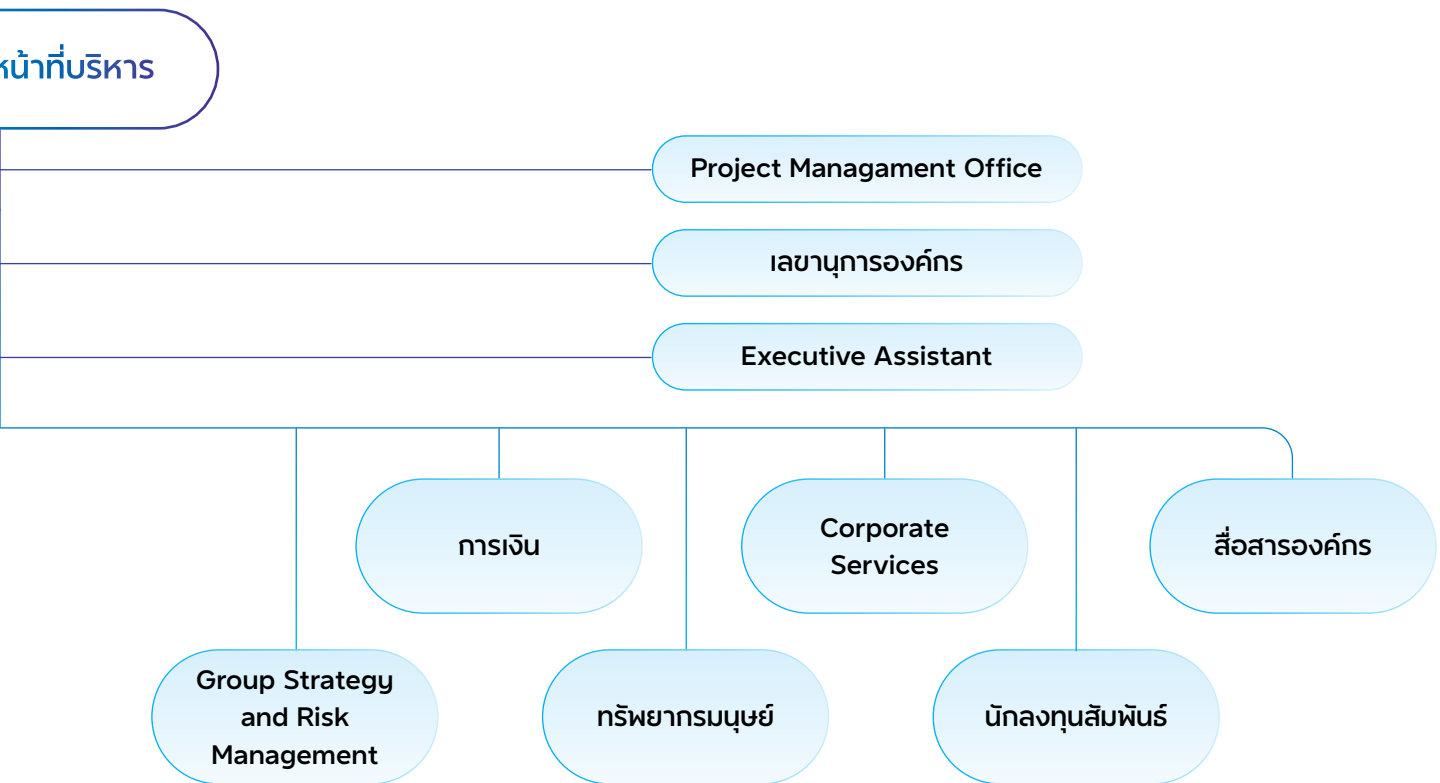 หน้าที่บริหาร
Project Managament Office
เลขานุการองค์กร
Executive Assistant
การเงิน
Corporate
Services
สื่อสารองค์กร
Group Strategy
and Risk
Management
ทรัพยากรมนุษย์
นักลงทุนสัมพันธ์